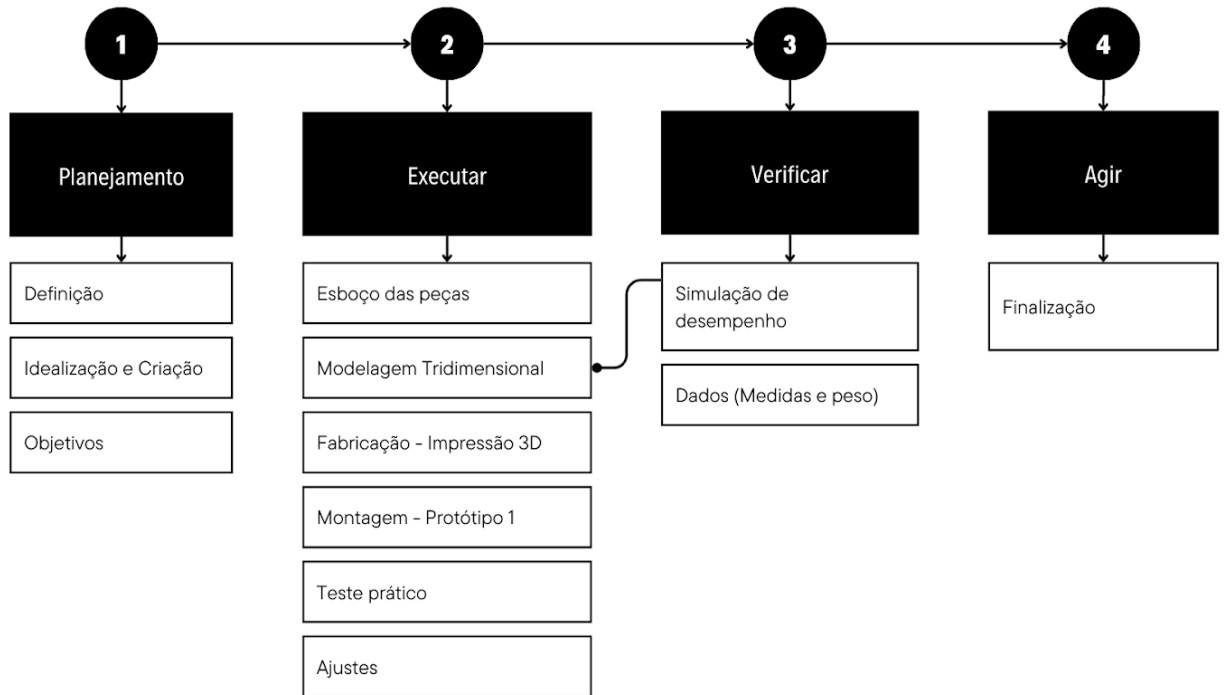 1
2
3
4
Planejamento
Executar
Verificar
Agir
Definição
Idealização e Criação
Objetivos
Esboço das peças
Modelagem Tridimensional
Fabricação - Impressão 3D
Montagem - Protótipo 1
Teste prático
Ajustes
Simulação de
desempenho
Dados (Medidas e peso)
Finalização